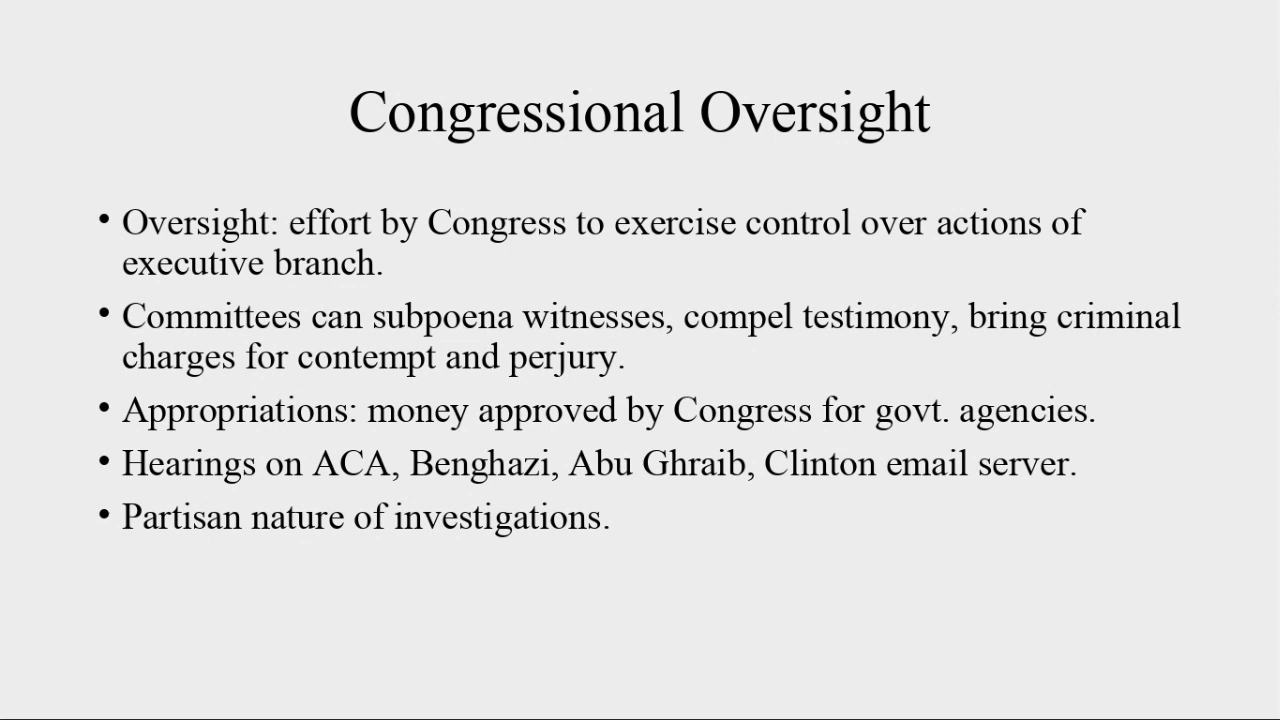 Congressional Oversight
• Oversight: effort by Congress to exercise control over actions of
executive branch.
• Committees can subpoena witnesses, compel testimony, bring criminal
charges for contempt and perjury.
• Appropriations: money approved by Congress for govt. agencies.
• Hearings on ACA, Benghazi, Abu Ghraib, Clinton email server.
• Partisan nature of investigations.